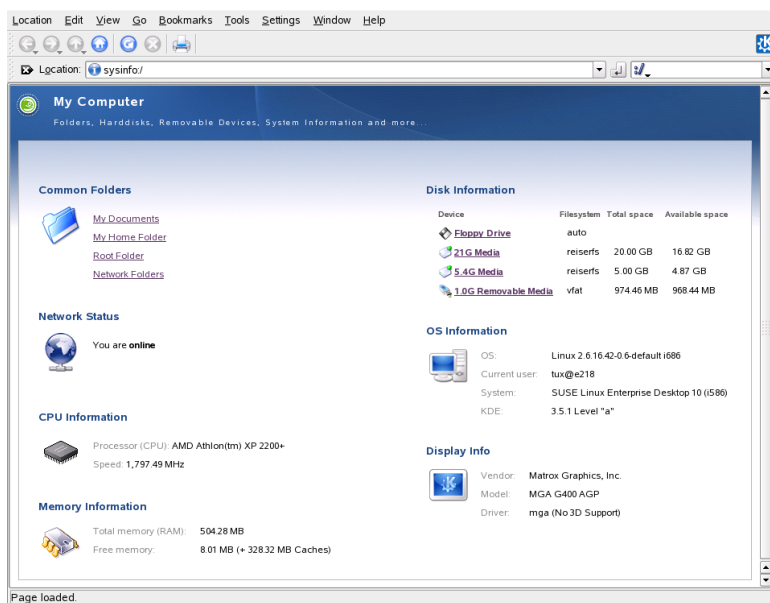 Location Edit View Go Bookmarks Tools Settings Window Help
Location: sysinfo:/
My Computer
Folders, Harddisks, Removable Devices, System Information and more...
Common Folders
My Documents
My Home Folder
Root Folder
Network Folders
Network Status
You are online
CPU Information
Processor (CPU): AMD Athlon(tm) XP 2200+
Speed: 1,797.49 MHz
Memory Information
Total memory (RAM): 504.28 MB
Free memory: 8.01 MB (+ 328.32 MB Caches)
Disk Information
Device Filesystem Total space Available space
Floppy Drive auto
21G Media reiserfs 20.00 GB 16.82 GB
5.4G Media reiserfs 5.00 GB 4.87 GB
1.0G Removable Media vfat 974.46 MB 968.44 MB
OS Information
OS: Linux 2.6.16.42-0.6-default i686
Current user: tux@e218
System: SUSE Linux Enterprise Desktop 10 (i586)
KDE: 3.5.1 Level "a"
Display Info
Vendor: Matrox Graphics, Inc.
Model: MGA G400 AGP
Driver: mga (No 3D Support)
Page loaded.